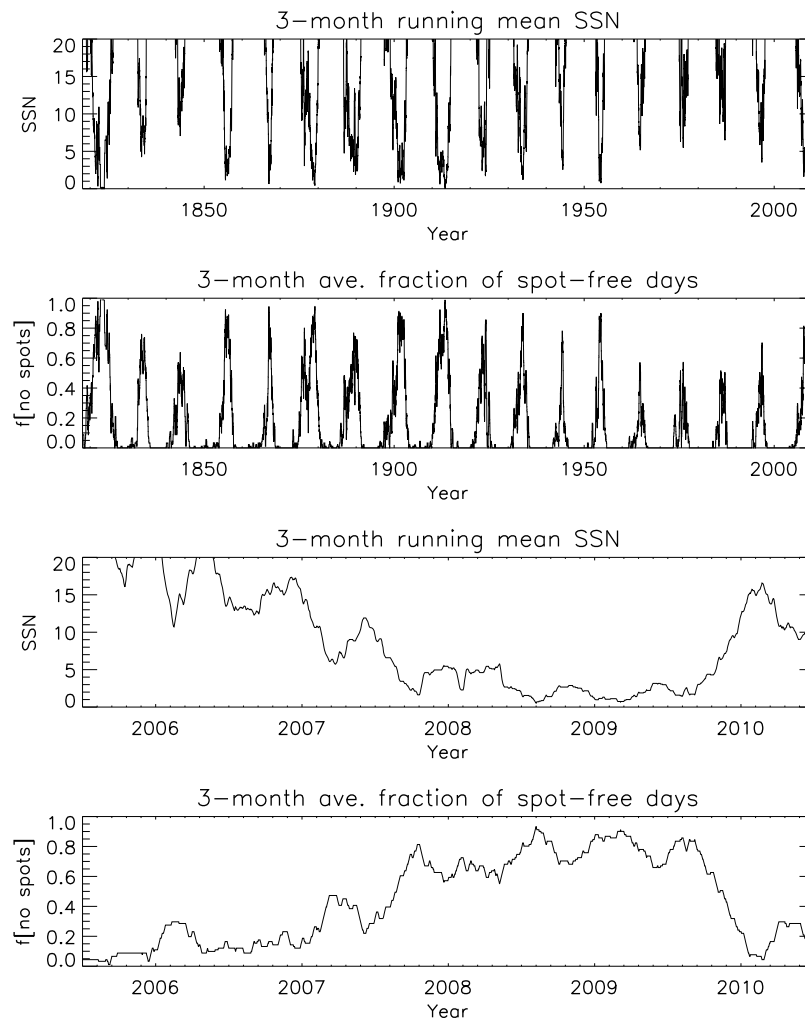 3-month running mean SSN
20
15
10
5
0
SSN
1850 1900 1950 2000
Year
3-month ave. fraction of spot-free days
1.0
0.8
0.6
0.4
0.2
0.0
f[no spots]
1850 1900 1950 2000
Year
3-month running mean SSN
20
15
10
5
0
SSN
2006 2007 2008 2009 2010
Year
3-month ave. fraction of spot-free days
1.0
0.8
0.6
0.4
0.2
0.0
f[no spots]
2006 2007 2008 2009 2010
Year